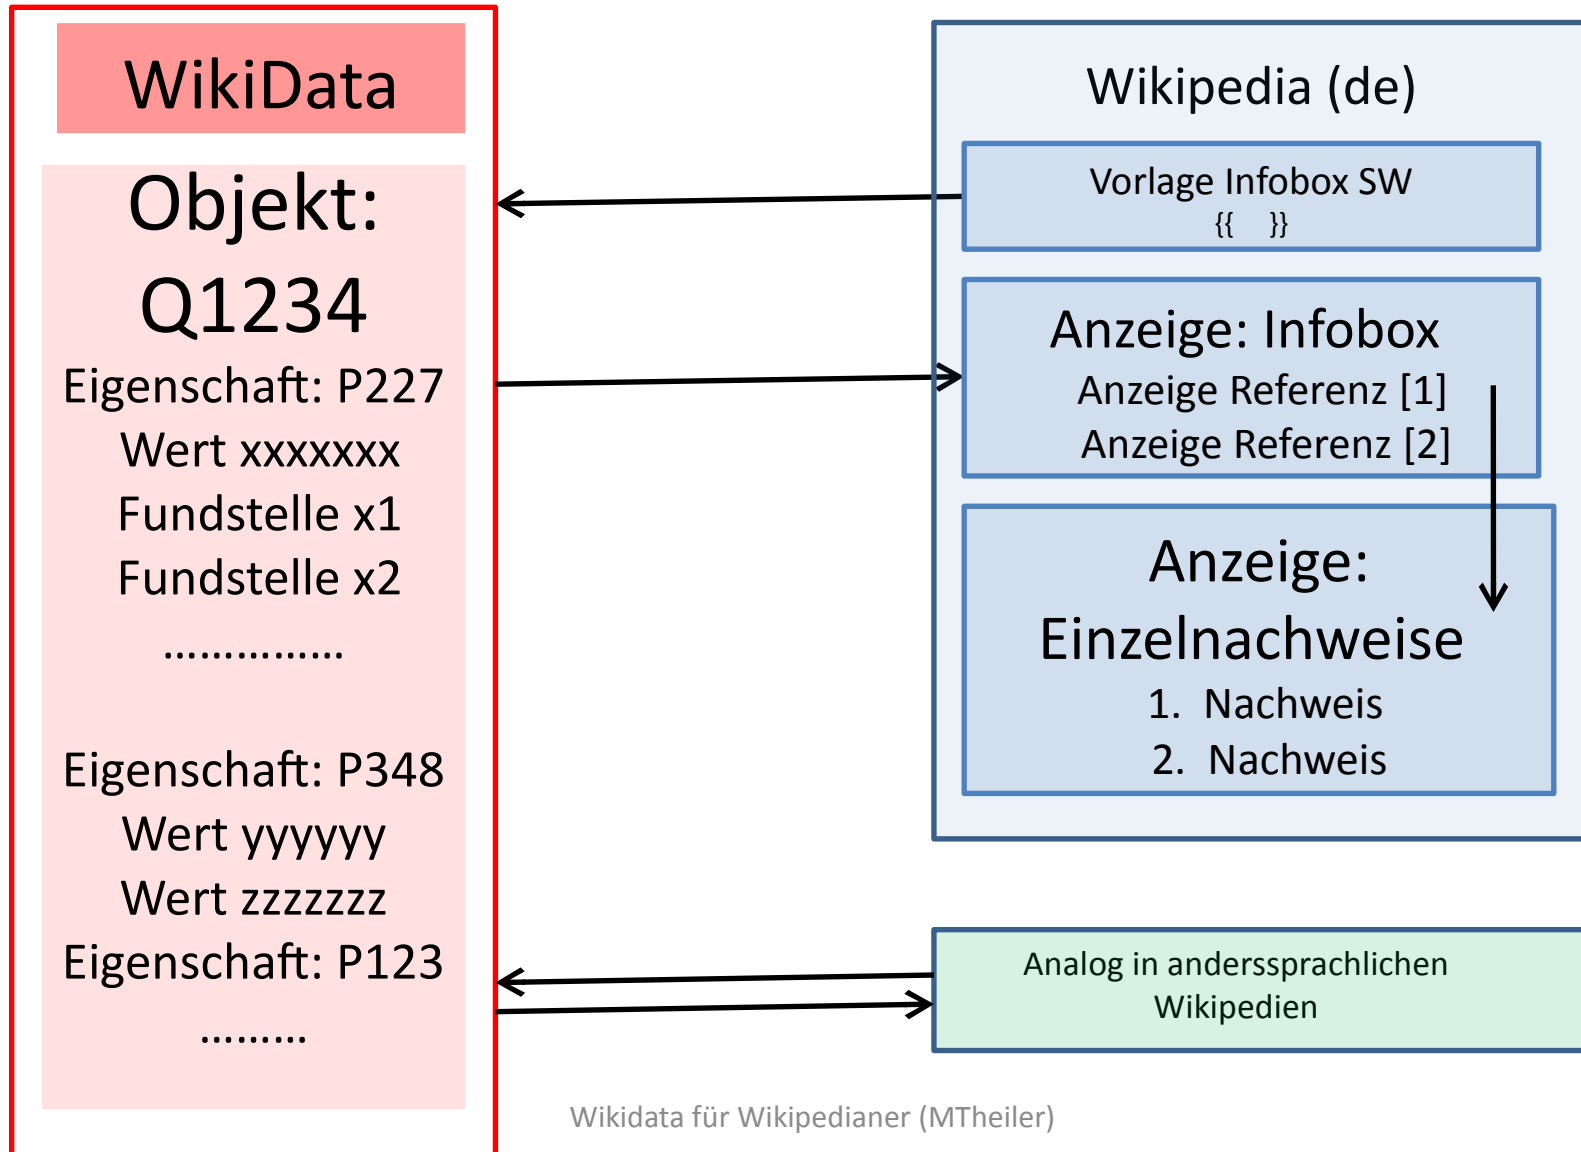 WikiData
Objekt:
Q1234
Eigenschaft: P227
Wert xxxxxxx
Fundstelle x1
Fundstelle x2
……………
Eigenschaft: P348
Wert yyyyyy
Wert zzzzzzz
Eigenschaft: P123
………
Wikipedia (de)
Vorlage Infobox SW
{{    }}
Anzeige: Infobox
Anzeige Referenz [1]
Anzeige Referenz [2]
Anzeige:
Einzelnachweise
1. Nachweis
2. Nachweis
Analog in anderssprachlichen
Wikipedien
Wikidata für Wikipedianer (MTheiler)